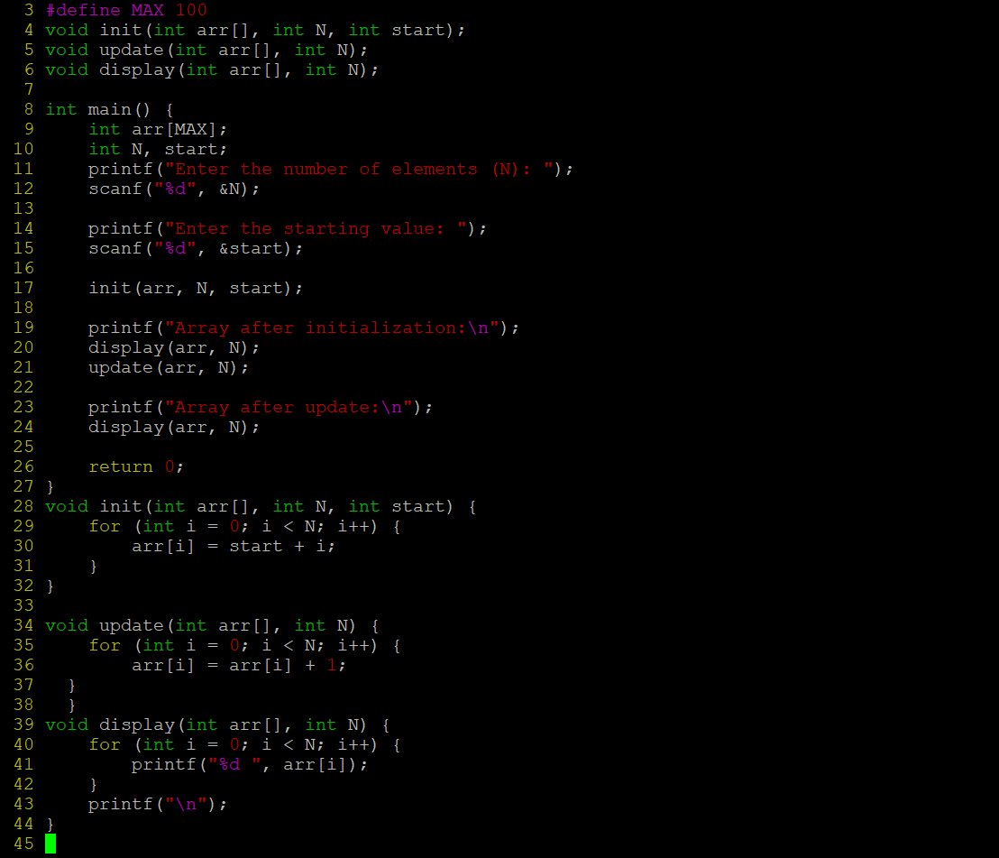 3 #define MAX 100
4 void init(int arr[], int N, int start);
5 void update(int arr[], int N);
6 void display(int arr[], int N);
7
8 int main() {
9     int arr[MAX];
10     int N, start;
11     printf("Enter the number of elements (N): ");
12     scanf("%d", &N);
13
14     printf("Enter the starting value: ");
15     scanf("%d", &start);
16
17     init(arr, N, start);
18
19     printf("Array after initialization:\n");
20     display(arr, N);
21     update(arr, N);
22
23     printf("Array after update:\n");
24     display(arr, N);
25
26     return 0;
27 }
28 void init(int arr[], int N, int start) {
29     for (int i = 0; i < N; i++) {
30         arr[i] = start + i;
31     }
32 }
33
34 void update(int arr[], int N) {
35     for (int i = 0; i < N; i++) {
36         arr[i] = arr[i] + 1;
37   }
38   }
39 void display(int arr[], int N) {
40     for (int i = 0; i < N; i++) {
41         printf("%d ", arr[i]);
42     }
43     printf("\n");
44 }
45